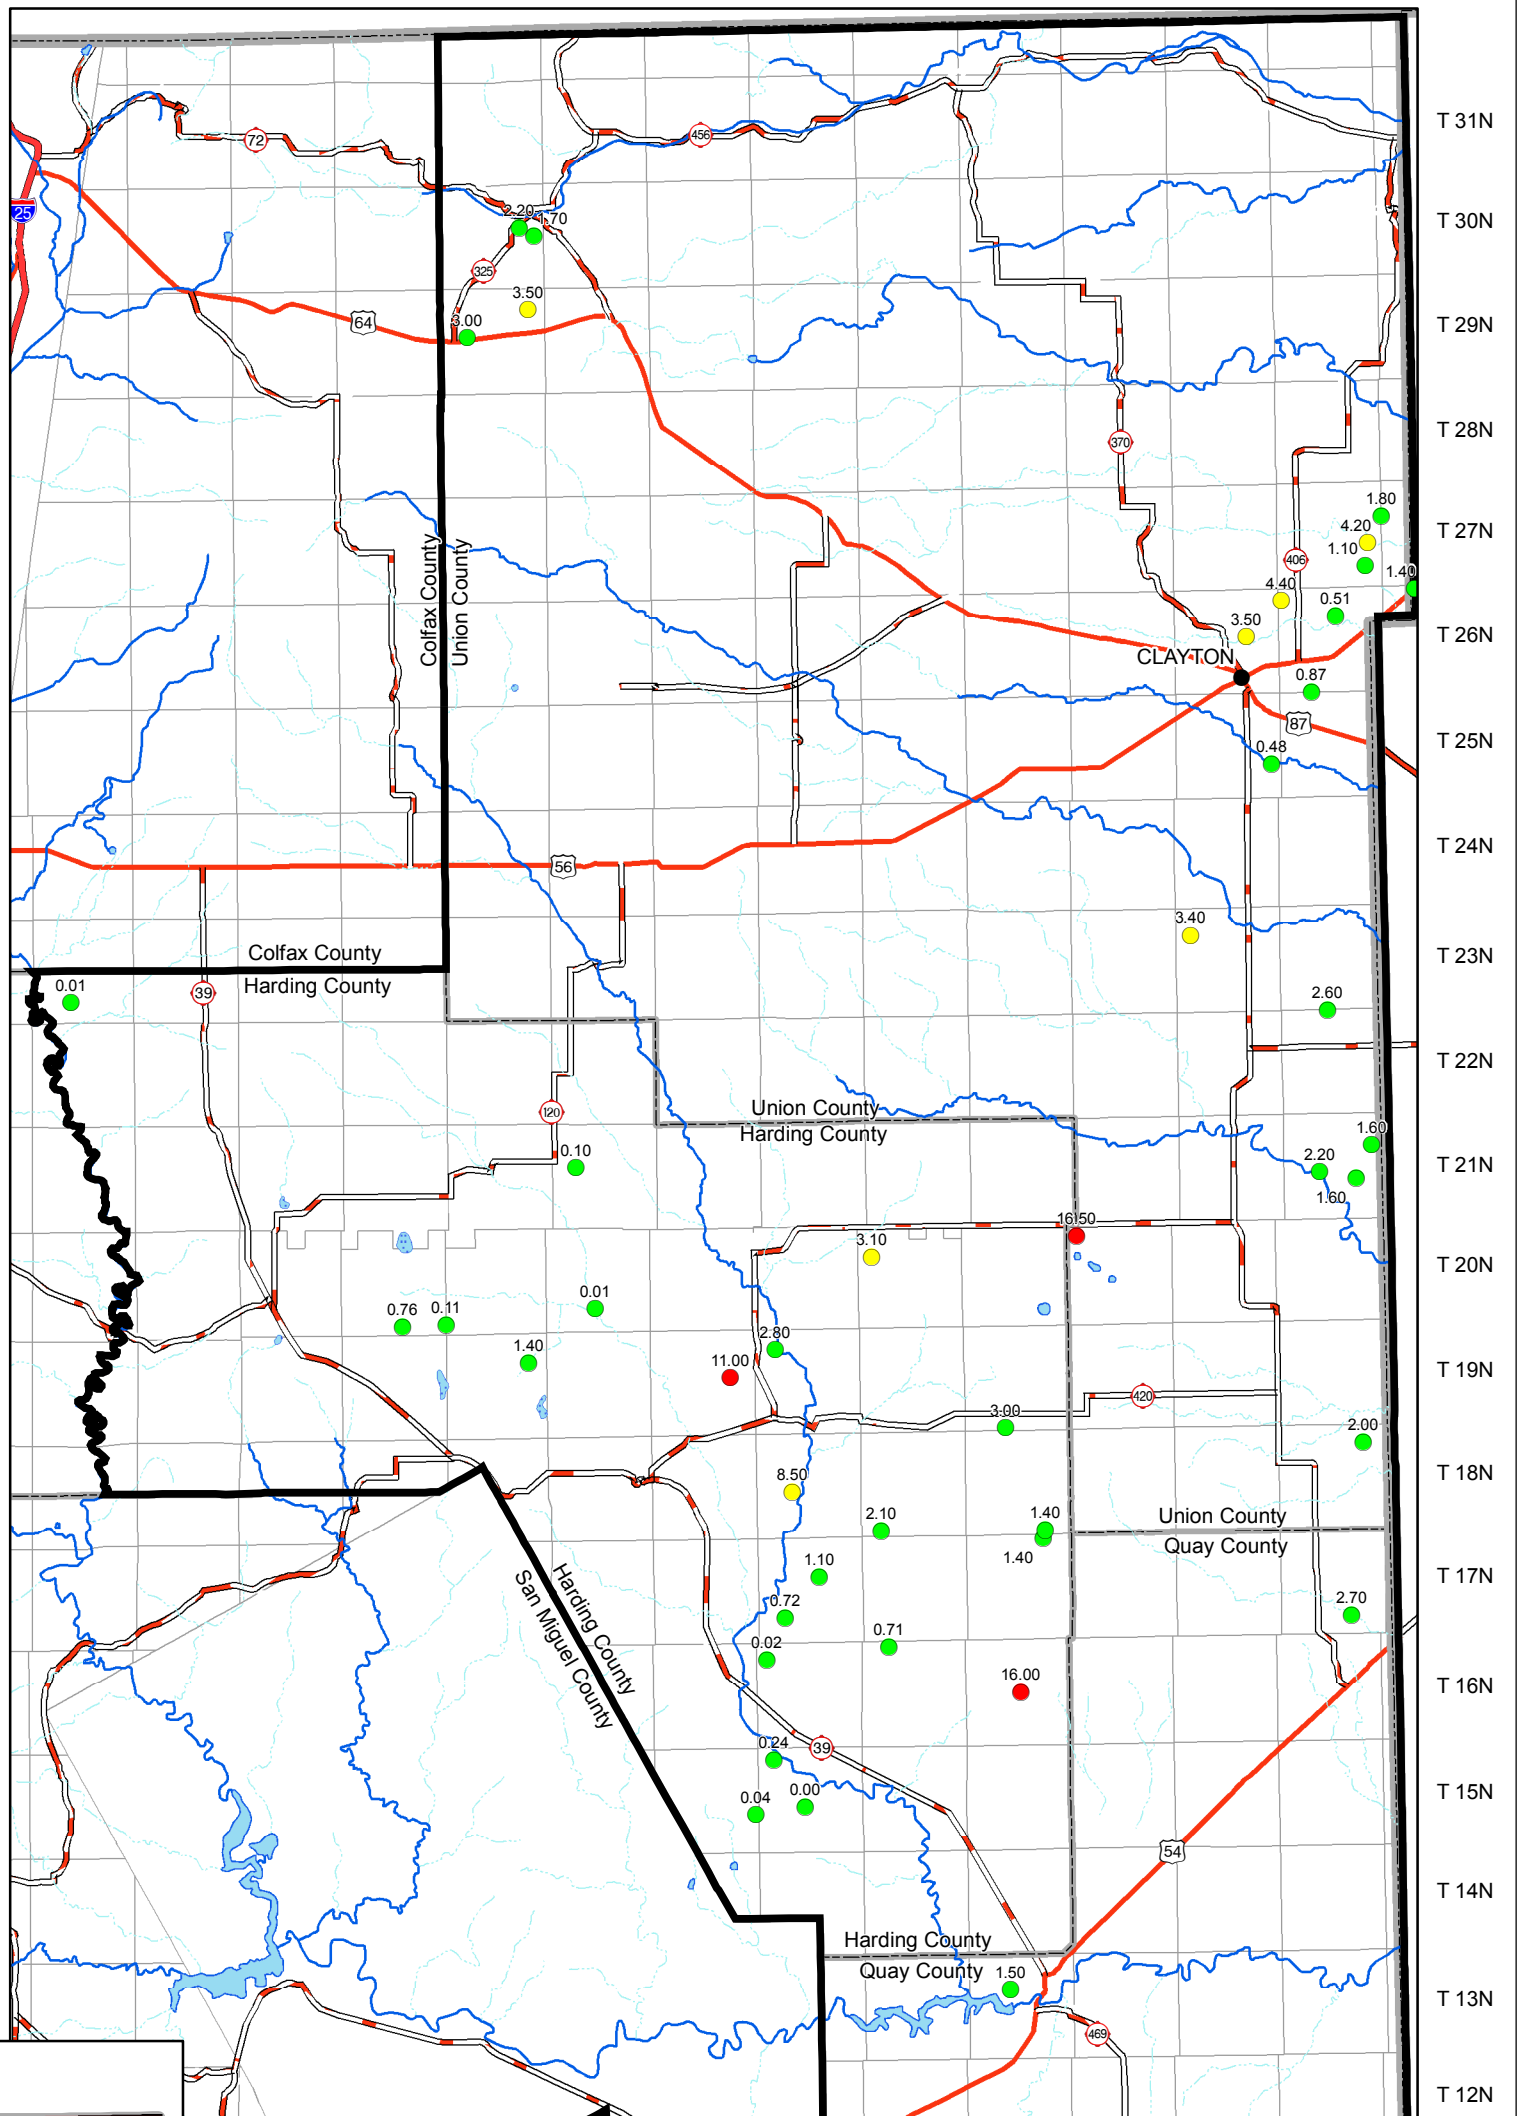 T 31N
72
456
25
2.20
1.70
T 30N
325
3.50
64
3.00
T 29N
T 28N
370
1.80
T 27N
4.20
1.10
406
1.40
4.40
0.51
Colfax County
Union County
3.50
T 26N
CLAYTON
0.87
87
T 25N
0.48
T 24N
56
3.40
Colfax County
T 23N
Harding County
0.01
39
2.60
T 22N
120
Union County
Harding County
1.60
0.10
2.20
T 21N
1.60
16.50
3.10
T 20N
0.01
0.76
0.11
2.80
1.40
11.00
T 19N
420
3.00
2.00
8.50
T 18N
2.10
1.40
Union County
Quay County
1.40
1.10
T 17N
Harding County
San Miguel County
0.72
2.70
0.71
0.02
16.00
T 16N
0.24
39
0.04
0.00
T 15N
54
T 14N
Harding County
Quay County
1.50
T 13N
469
T 12N